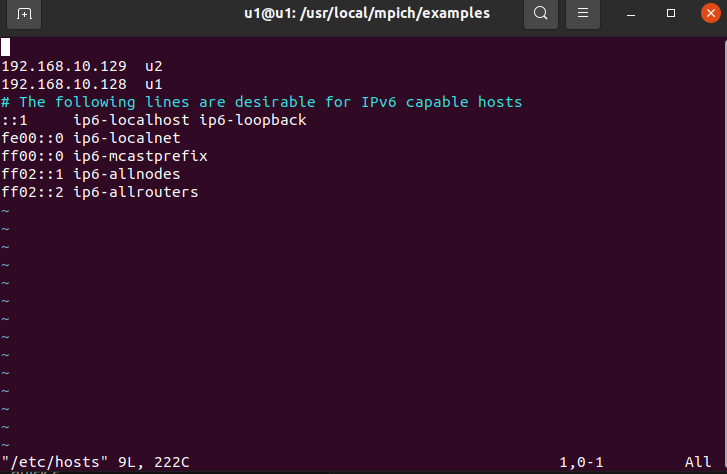 u1@u1: /usr/local/mpich/examples
192.168.10.129  u2
192.168.10.128  u1
# The following lines are desirable for IPv6 capable hosts
::1     ip6-localhost ip6-loopback
fe00::0 ip6-localnet
ff00::0 ip6-mcastprefix
ff02::1 ip6-allnodes
ff02::2 ip6-allrouters
~
~
~
~
~
~
~
~
~
~
~
~
~
~
"/etc/hosts" 9L, 222C 1,0-1 All